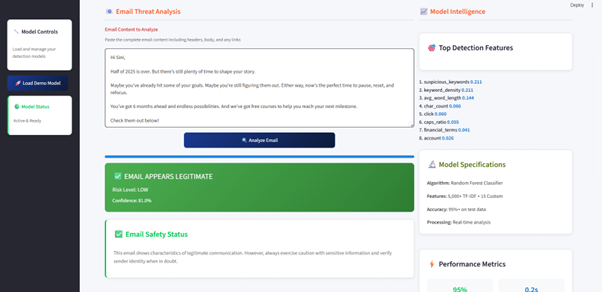 Deploy
Model Controls
Load and manage your
detection models
Load Demo Model
Model Status
Active & Ready
Email Threat Analysis
Email Content to Analyze
Paste the complete email content including headers, body, and any links
Hi Sim,
Half of 2025 is over. But there's still plenty of time to shape your story.
Maybe you've already hit some of your goals. Maybe you're still figuring them out. Either way, now's the perfect time to pause, reset, and
refocus.
You've got 6 months ahead and endless possibilities. And we've got free courses to help you reach your next milestone.
Check them out below!
Analyze Email
EMAIL APPEARS LEGITIMATE
Risk Level: LOW
Confidence: 81.0%
Email Safety Status
This email shows characteristics of legitimate communication. However, always exercise caution with sensitive information and verify
sender identity when in doubt.
Model Intelligence
Top Detection Features
1. suspicious_keywords 0.211
2. keyword_density 0.211
3. avg_word_length 0.144
4. char_count 0.066
5. click 0.060
6. caps_ratio 0.055
7. financial_terms 0.041
8. account 0.026
Model Specifications
Algorithm: Random Forest Classifier
Features: 5,000+ TF-IDF + 15 Custom
Accuracy: 95%+ on test data
Processing: Real-time analysis
Performance Metrics
95%
0.2s